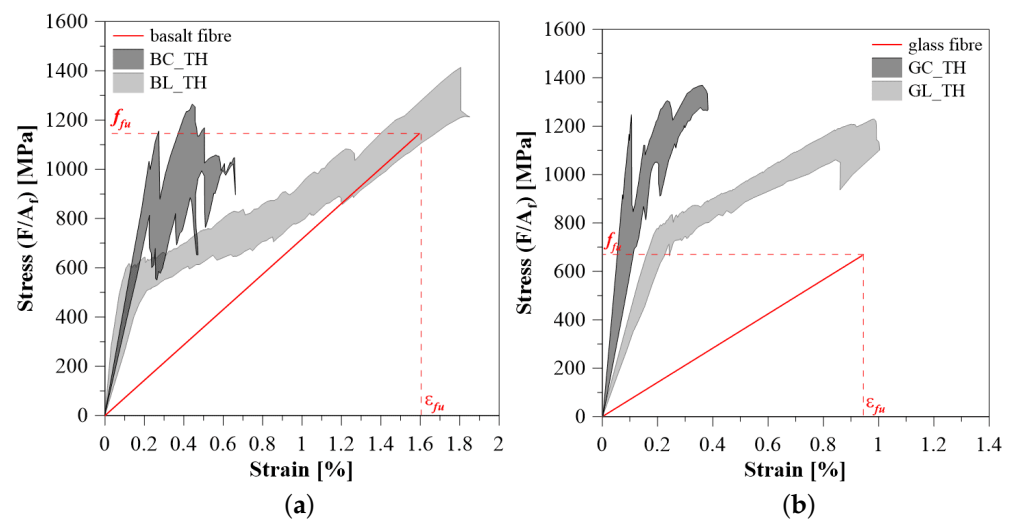 1600
1400
1200
1000
800
600
400
200
0
Stress (F/Af) [MPa]
basalt fibre
BC_TH
BL_TH
ffu
εfu
0 0.2 0.4 0.6 0.8 1 1.2 1.4 1.6 1.8 2
Strain [%]
(a)
1600
1400
1200
1000
800
600
400
200
0
Stress (F/Af) [MPa]
glass fibre
GC_TH
GL_TH
ffu
εfu
0 0.2 0.4 0.6 0.8 1 1.2 1.4
Strain [%]
(b)